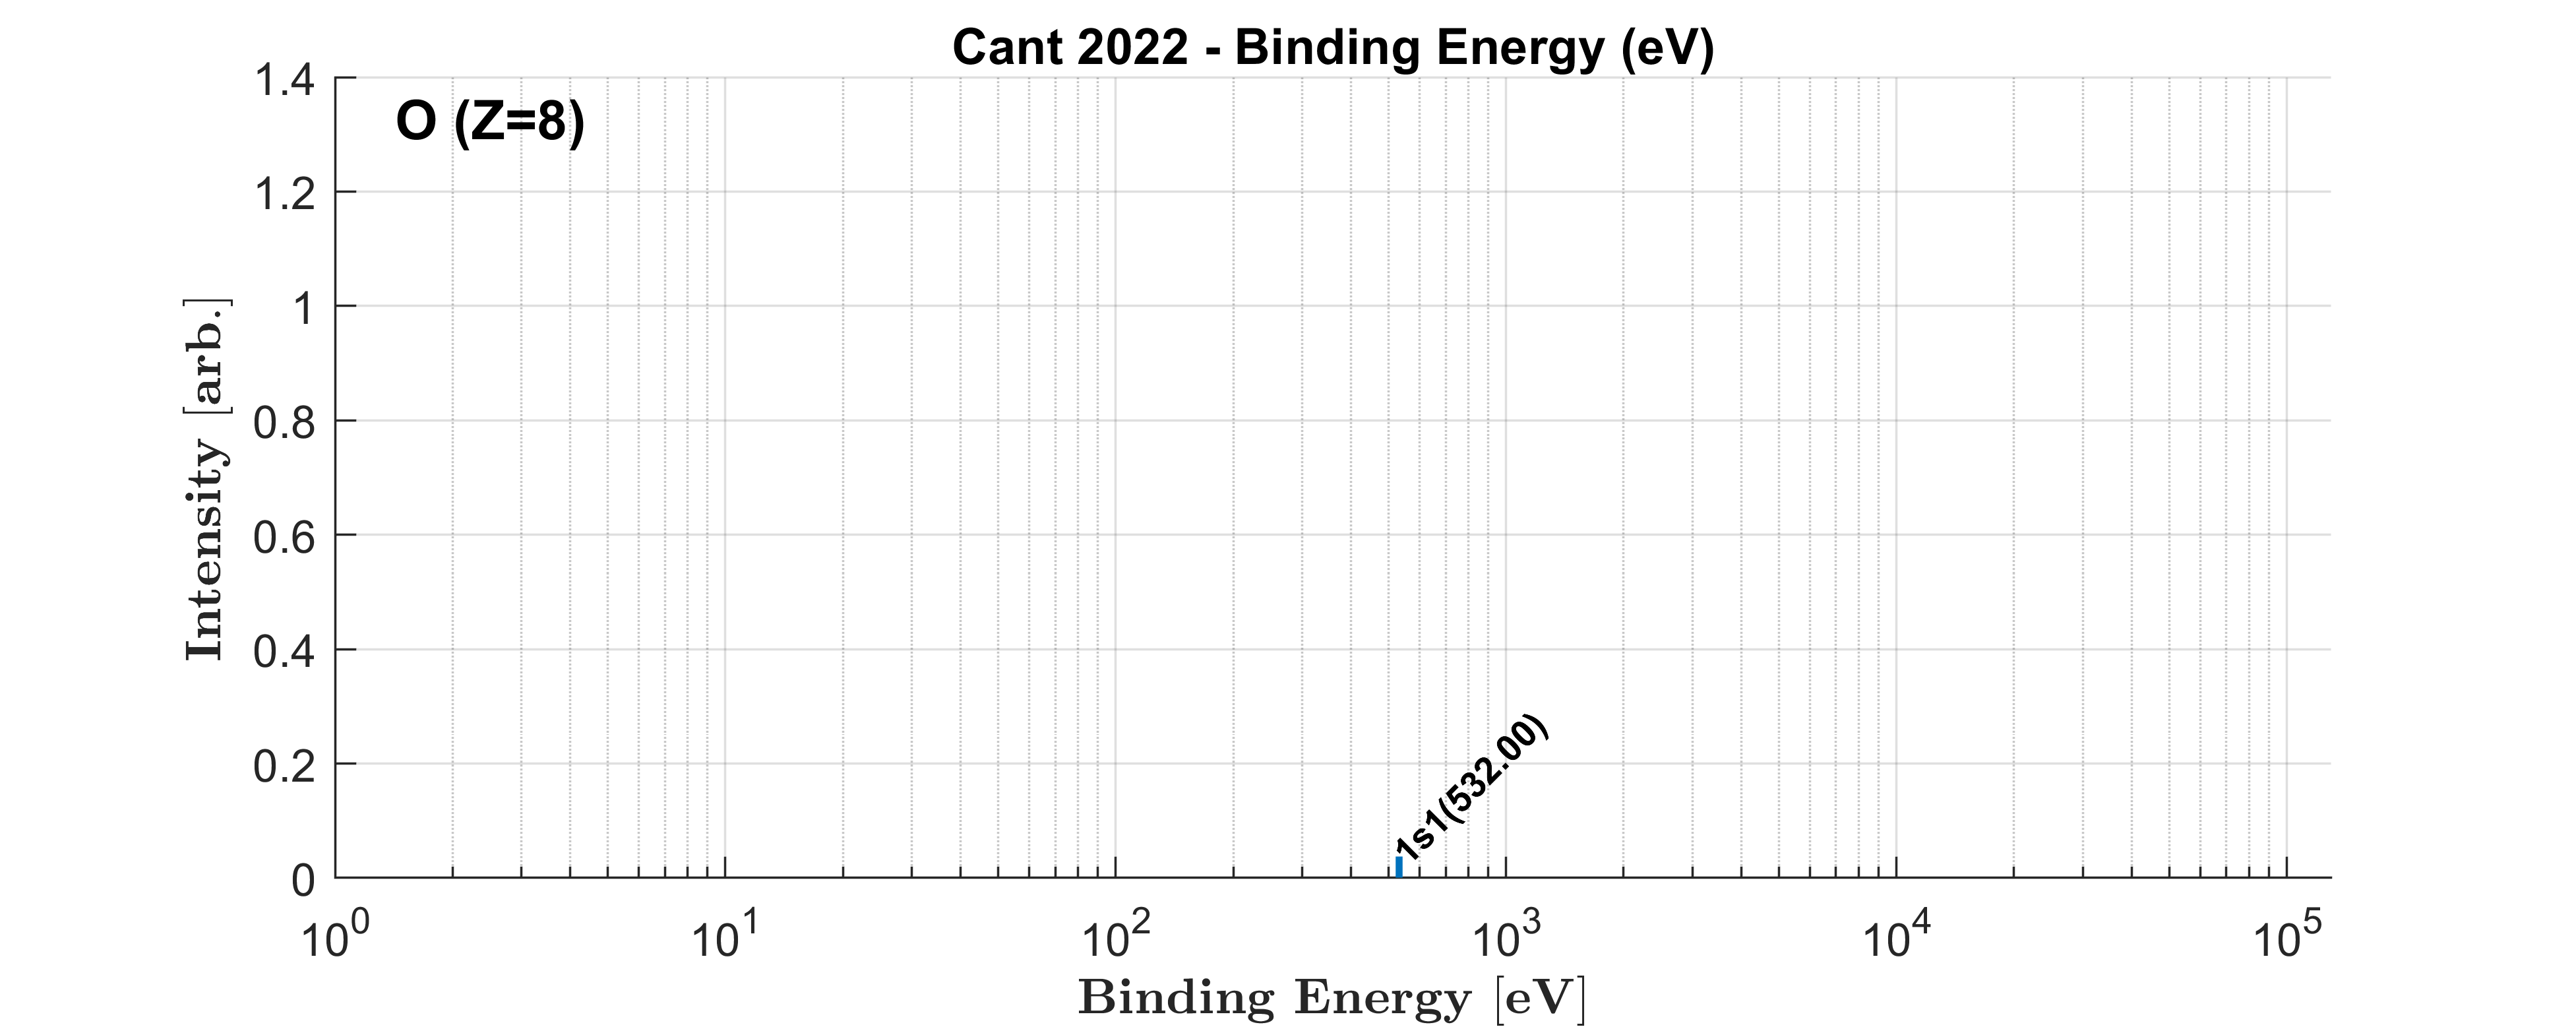 Cant 2022 - Binding Energy (eV)
O (Z=8)
1.4
1.2
1
0.8
0.6
0.4
0.2
0
Intensity [arb.]
1s1(532.00)
10^0 10^1 10^2 10^3 10^4 10^5
Binding Energy [eV]